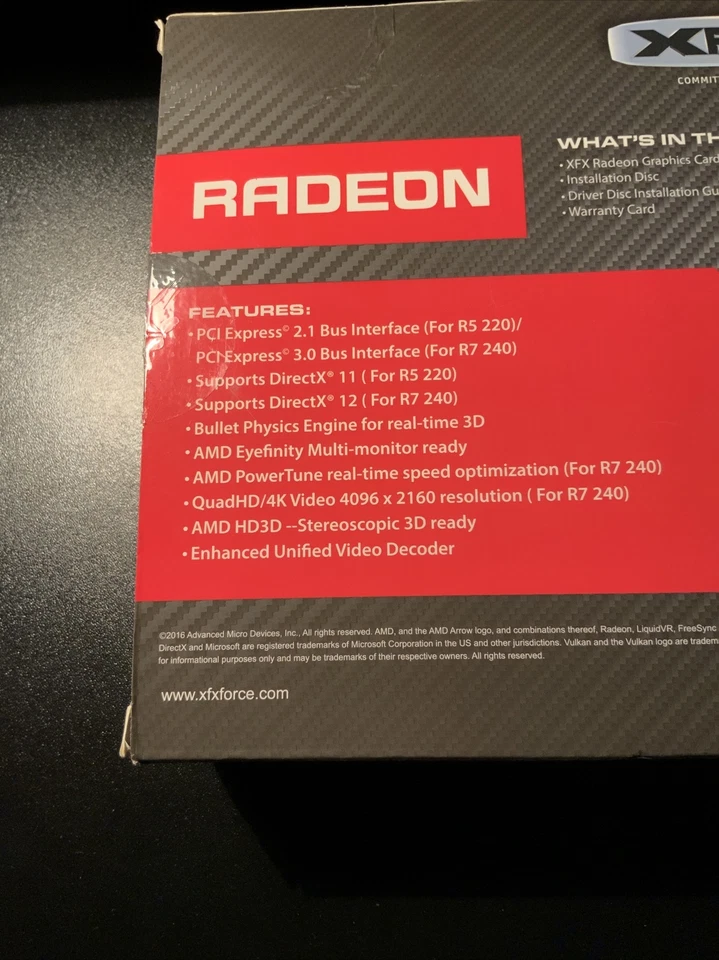 COMMIT
WHAT'S IN TH
• XFX Radeon Graphics Card
• Installation Disc
• Driver Disc Installation Gu
• Warranty Card
RADEON
FEATURES:
• PCI Express© 2.1 Bus Interface (For R5 220)/
PCI Express© 3.0 Bus Interface (For R7 240)
• Supports DirectX® 11 ( For R5 220)
• Supports DirectX® 12 ( For R7 240)
• Bullet Physics Engine for real-time 3D
• AMD Eyefinity Multi-monitor ready
• AMD PowerTune real-time speed optimization (For R7 240)
• QuadHD/4K Video 4096 x 2160 resolution ( For R7 240)
• AMD HD3D --Stereoscopic 3D ready
• Enhanced Unified Video Decoder
©2016 Advanced Micro Devices, Inc., All rights reserved. AMD, and the AMD Arrow logo, and combinations thereof, Radeon, LiquidVR, FreeSync
DirectX and Microsoft are registered trademarks of Microsoft Corporation in the US and other jurisdictions. Vulkan and the Vulkan logo are tradem
for informational purposes only and may be trademarks of their respective owners. All rights reserved.
www.xfxforce.com